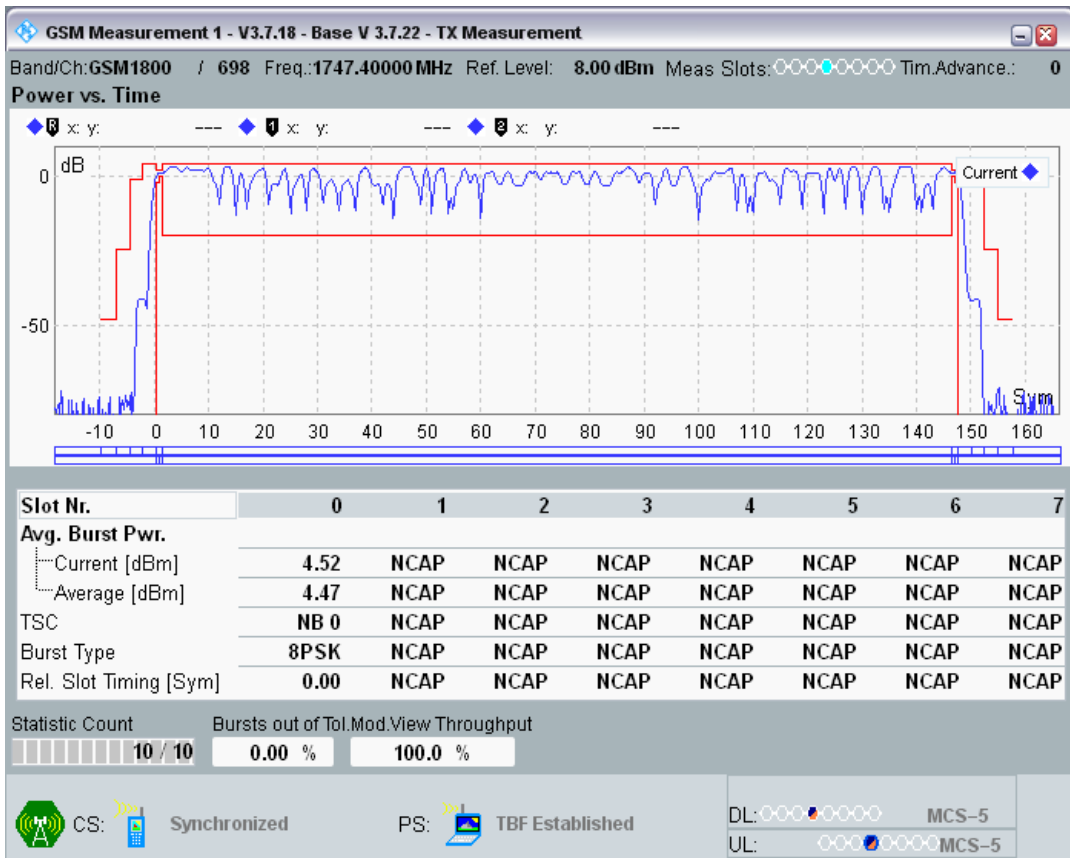 GSM Measurement 1 - V3.7.18 - Base V 3.7.22 - TX Measurement
Band/Ch:GSM1800 / 698 Freq.:1747.40000 MHz Ref. Level: 8.00 dBm Meas Slots: Tim.Advance.: 0
Power vs. Time
R x: y: --- 1 x: y: --- 2 x: y: ---
dB
0
Current
-50
Sym
-10 0 10 20 30 40 50 60 70 80 90 100 110 120 130 140 150 160
Slot Nr. 0 1 2 3 4 5 6 7
Avg. Burst Pwr.
Current [dBm] 4.52 NCAP NCAP NCAP NCAP NCAP NCAP NCAP
Average [dBm] 4.47 NCAP NCAP NCAP NCAP NCAP NCAP NCAP
TSC NB 0 NCAP NCAP NCAP NCAP NCAP NCAP NCAP
Burst Type 8PSK NCAP NCAP NCAP NCAP NCAP NCAP NCAP
Rel. Slot Timing [Sym] 0.00 NCAP NCAP NCAP NCAP NCAP NCAP NCAP
Statistic Count Bursts out of Tol.Mod.View Throughput
10 / 10 0.00 % 100.0 %
CS: Synchronized PS: TBF Established DL: MCS-5
UL: MCS-5